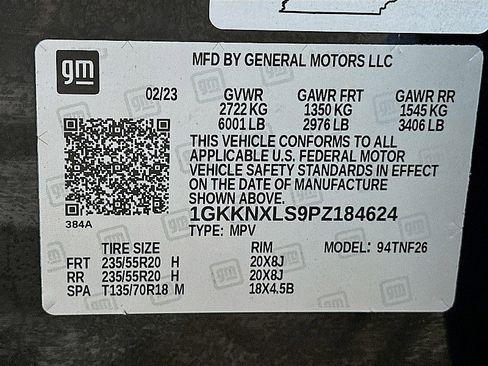 gm
MFD BY GENERAL MOTORS LLC
02/23 GVWR GAWR FRT GAWR RR
2722 KG 1350 KG 1545 KG
6001 LB 2976 LB 3406 LB
THIS VEHICLE CONFORMS TO ALL
APPLICABLE U.S. FEDERAL MOTOR
VEHICLE SAFETY STANDARDS IN EFFECT
ON THE DATE OF MANUFACTURE
SHOWN ABOVE.
1GKKNXLS9PZ184624
384A
TYPE: MPV
TIRE SIZE RIM MODEL: 94TNF26
FRT 235/55R20 H 20X8J
RR 235/55R20 H 20X8J
SPA T135/70R18 M 18X4.5B